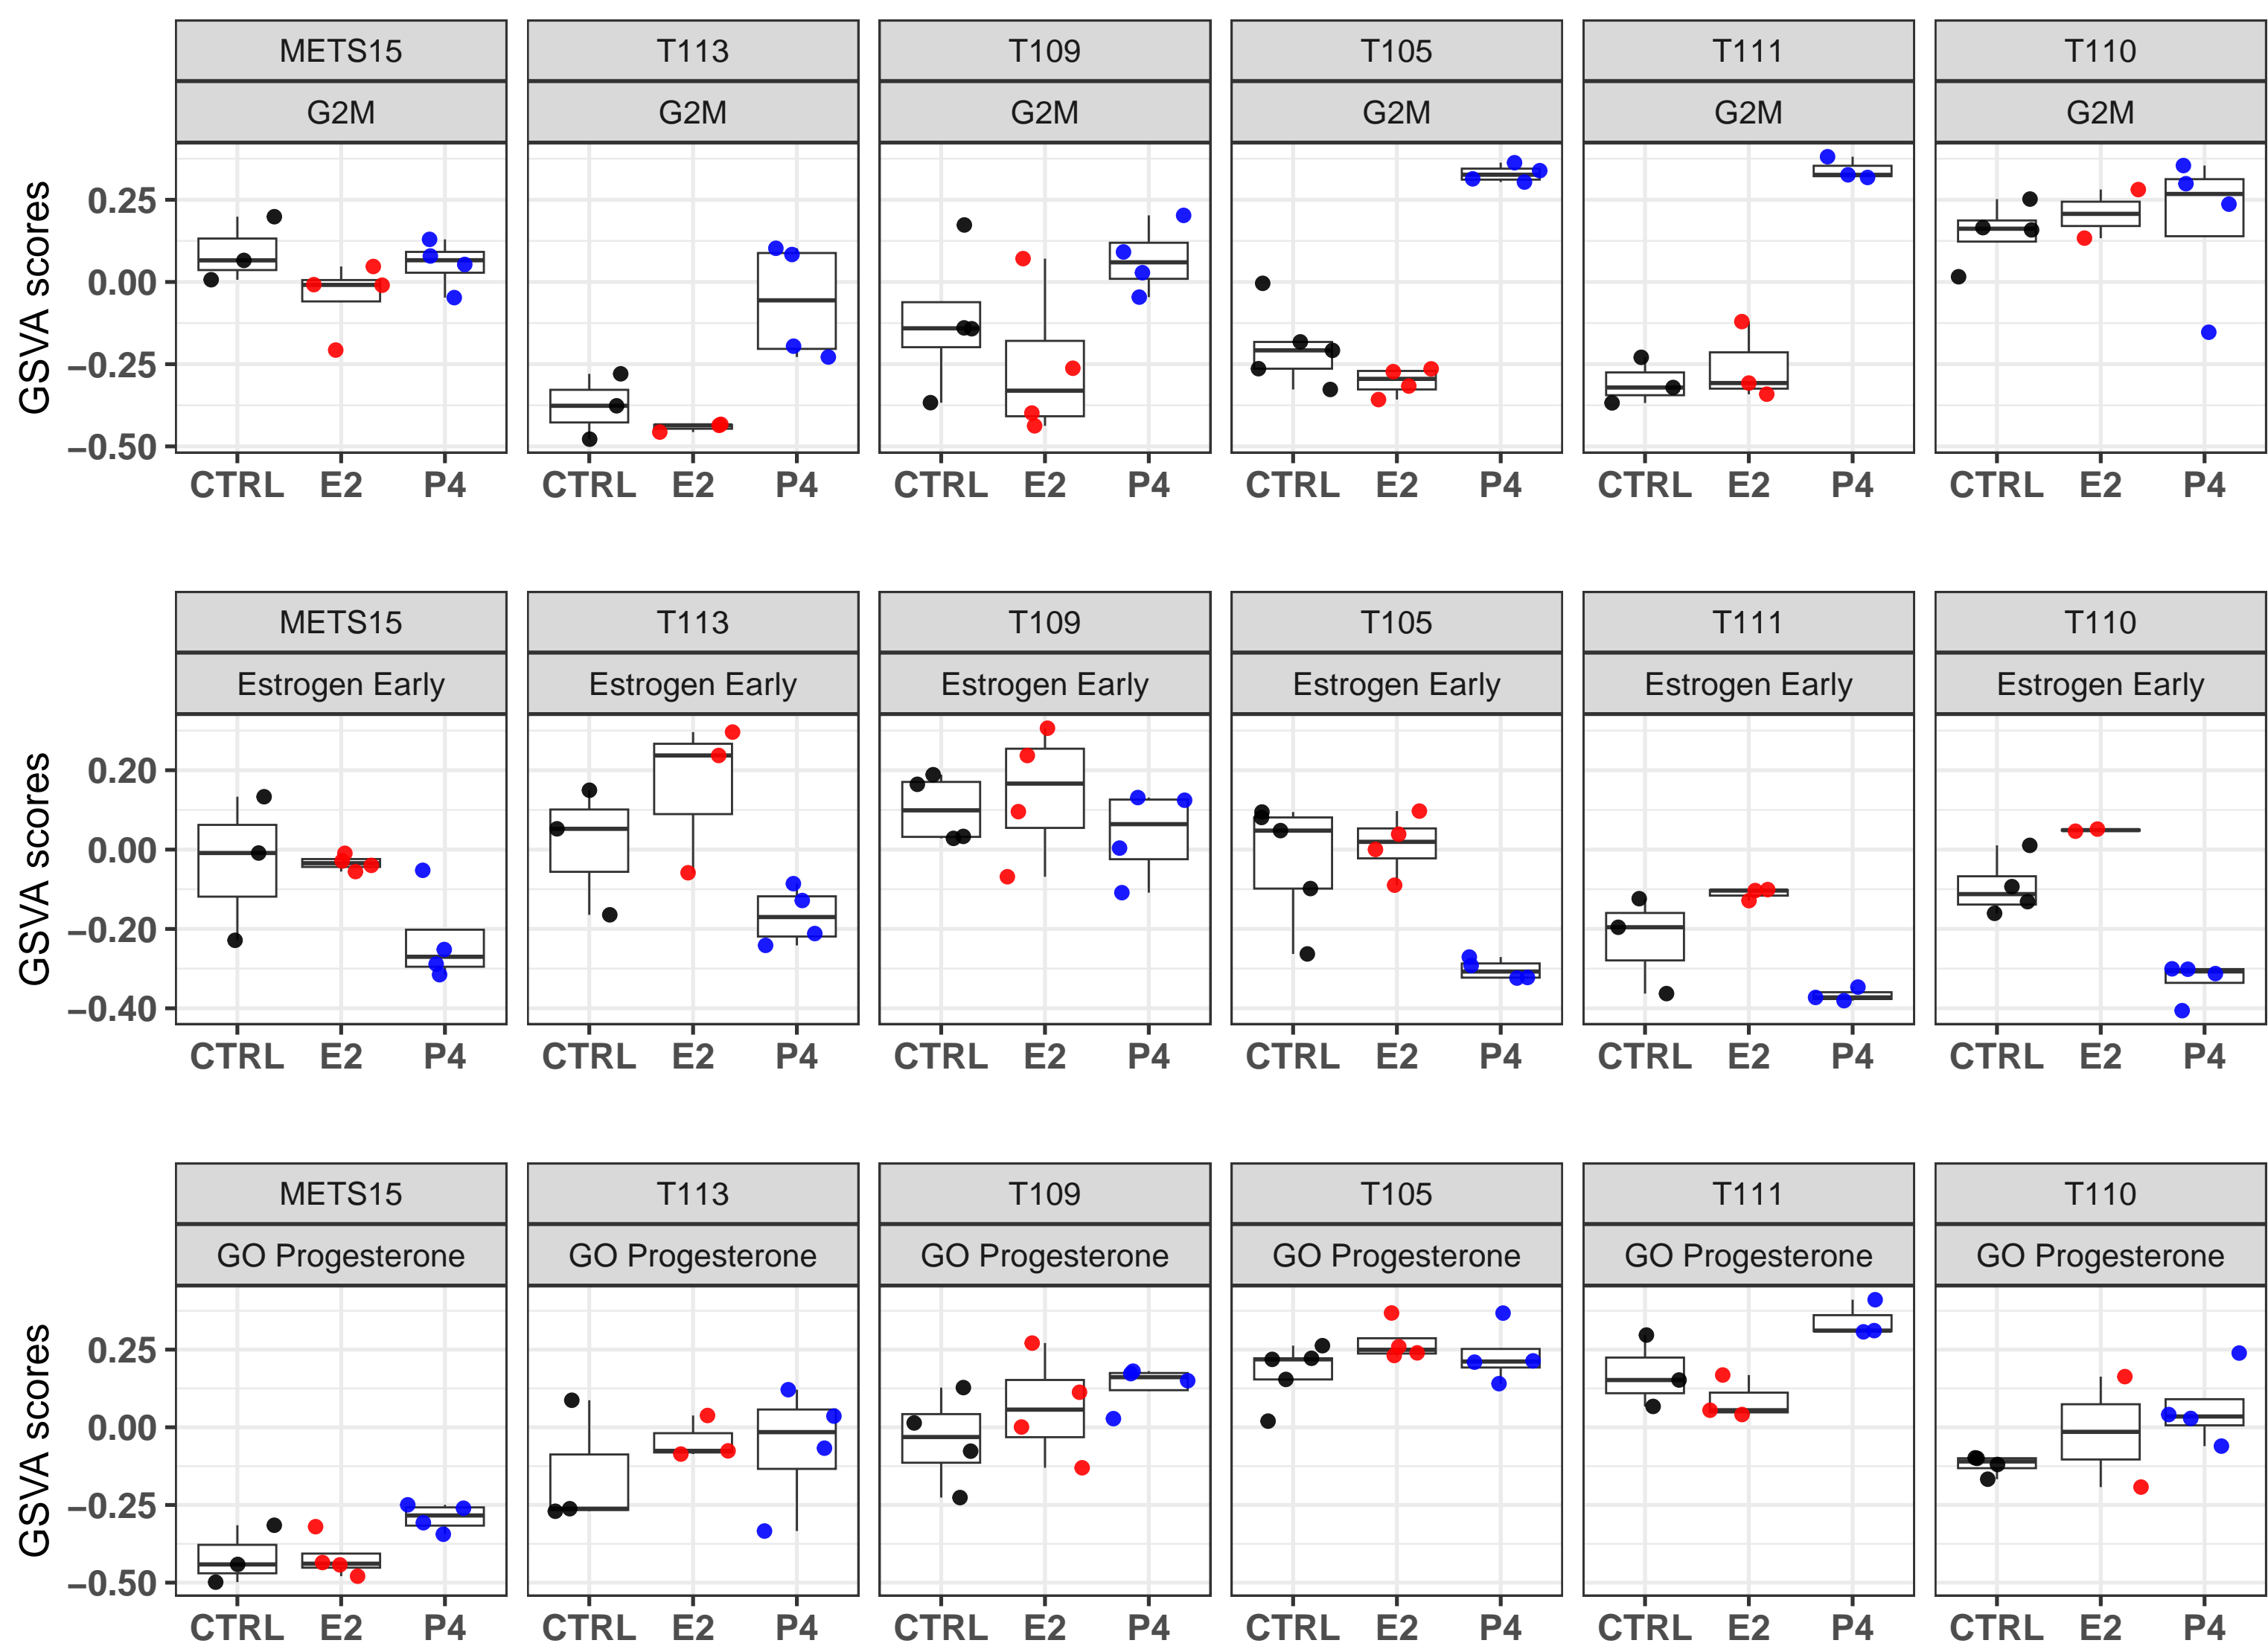 METS15 T113 T109 T105 T111 T110
G2M G2M G2M G2M G2M G2M
GSVA scores
0.25
0.00
−0.25
−0.50
CTRL E2 P4 CTRL E2 P4 CTRL E2 P4 CTRL E2 P4 CTRL E2 P4 CTRL E2 P4
METS15 T113 T109 T105 T111 T110
Estrogen Early Estrogen Early Estrogen Early Estrogen Early Estrogen Early Estrogen Early
GSVA scores
0.20
0.00
−0.20
−0.40
CTRL E2 P4 CTRL E2 P4 CTRL E2 P4 CTRL E2 P4 CTRL E2 P4 CTRL E2 P4
METS15 T113 T109 T105 T111 T110
GO Progesterone GO Progesterone GO Progesterone GO Progesterone GO Progesterone GO Progesterone
GSVA scores
0.25
0.00
−0.25
−0.50
CTRL E2 P4 CTRL E2 P4 CTRL E2 P4 CTRL E2 P4 CTRL E2 P4 CTRL E2 P4